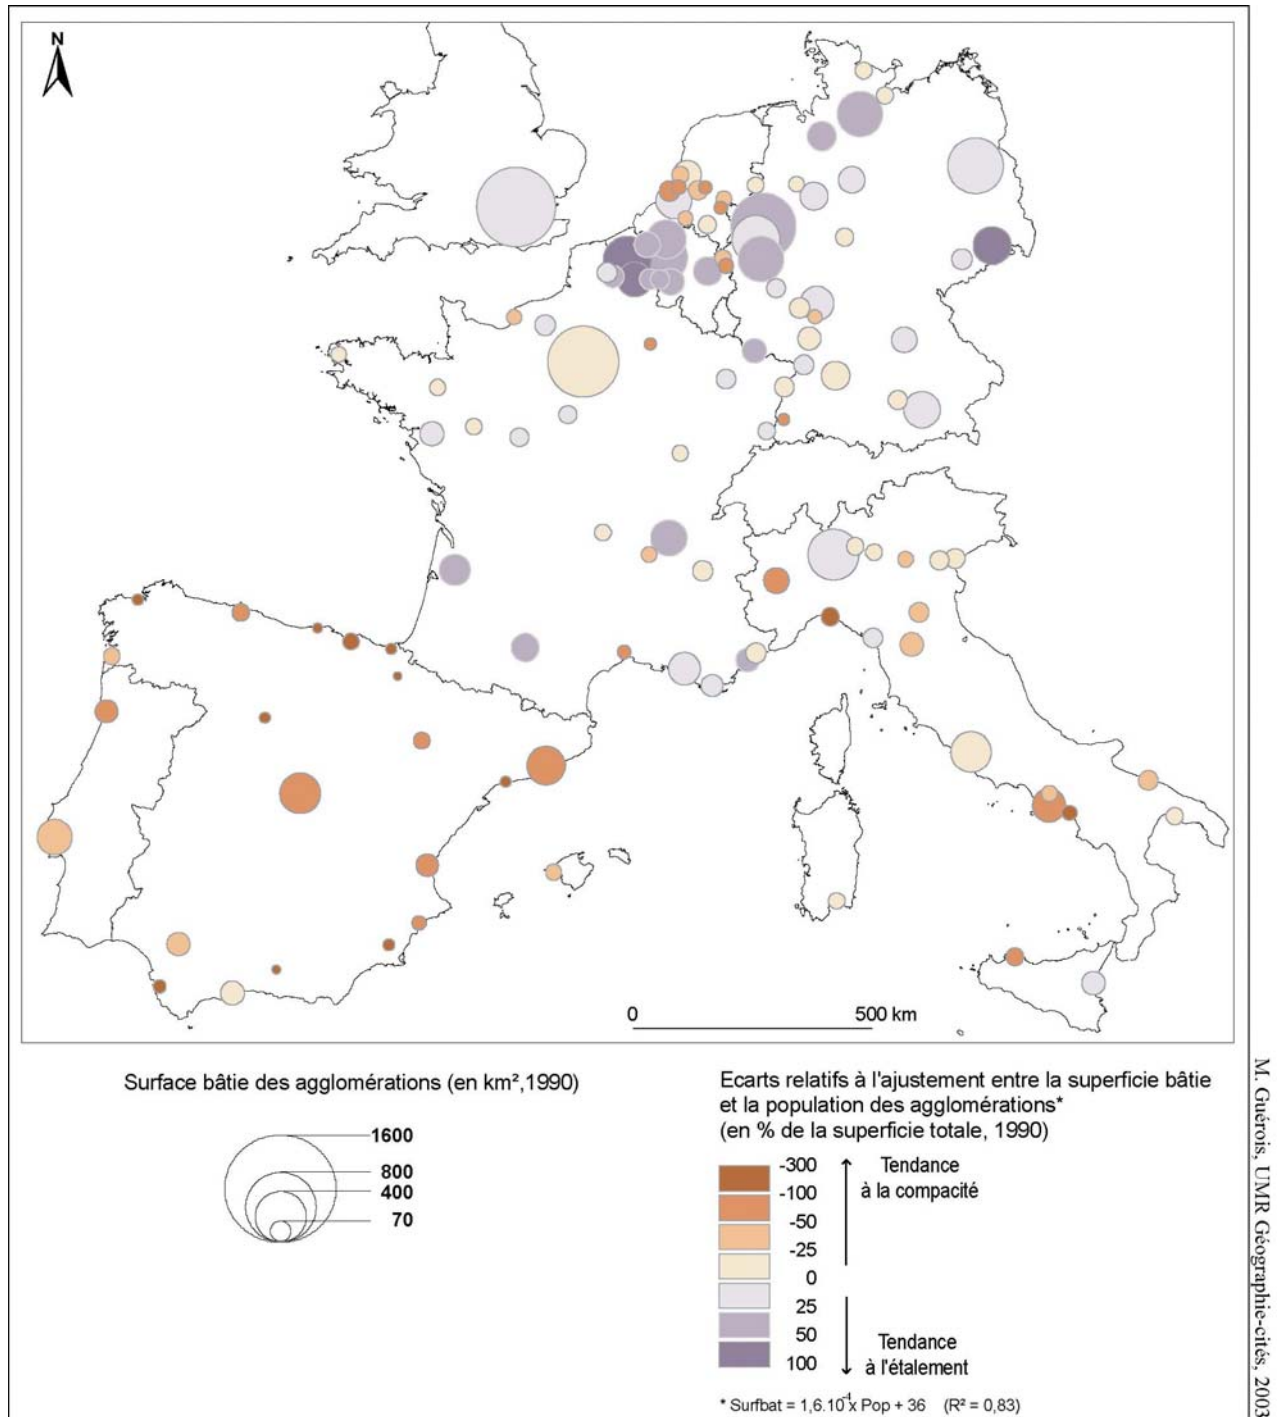 N
0 500 km
Surface bâtie des agglomérations (en km²,1990)
1600
800
400
70
Ecarts relatifs à l'ajustement entre la superficie bâtie
et la population des agglomérations*
(en % de la superficie totale, 1990)
-300
-100
-50
-25
0
25
50
100
Tendance
à la compacité
Tendance
à l'étalement
* Surfbat = 1,6.10⁻⁴ x Pop + 36 (R² = 0,83)
M. Guérois, UMR Géographie-cités, 2003